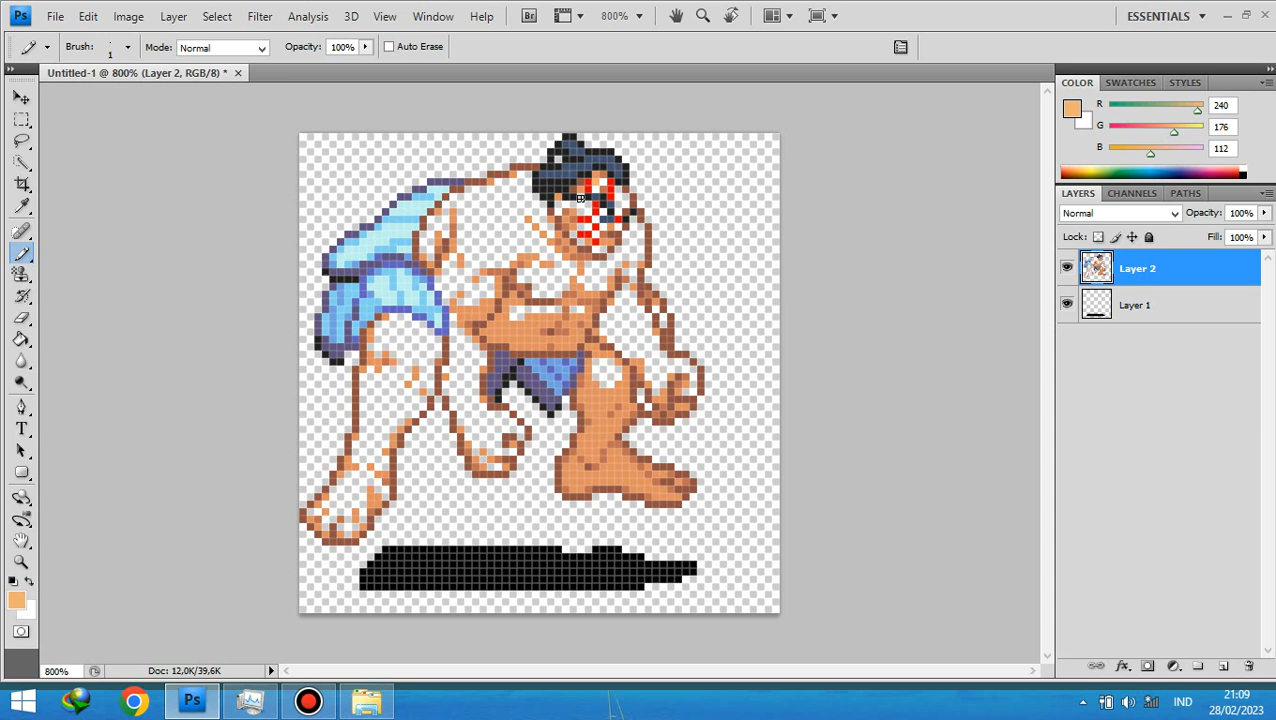 Ps File Edit Image Layer Select Filter Analysis 3D View Window Help Br 800% ESSENTIALS
Brush: 1 Mode: Normal Opacity: 100% Auto Erase
Untitled-1 @ 800% (Layer 2, RGB/8) * ×
COLOR SWATCHES STYLES
R 240
G 176
B 112
LAYERS CHANNELS PATHS
Normal Opacity: 100%
Lock: Fill: 100%
Layer 2
Layer 1
T
800% Doc: 12,0K/39,6K
Ps IND 21:09
28/02/2023